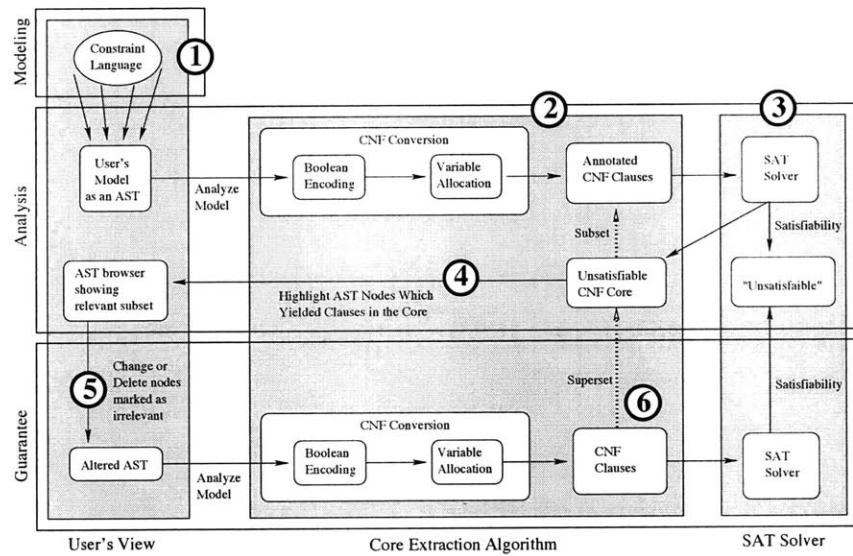 Modeling
Constraint
Language
1
2
3
Analysis
User's
Model
as an AST
Analyze
Model
CNF Conversion
Boolean
Encoding
Variable
Allocation
Annotated
CNF Clauses
SAT
Solver
Subset
Satisfiability
AST browser
showing
relevant subset
4
Highlight AST Nodes Which
Yielded Clauses in the Core
Unsatisfiable
CNF Core
"Unsatisfaible"
Guarantee
5
Change or
Delete nodes
marked as
irrelevant
Superset
6
Satisfiability
Altered AST
Analyze
Model
CNF Conversion
Boolean
Encoding
Variable
Allocation
CNF
Clauses
SAT
Solver
User's View
Core Extraction Algorithm
SAT Solver